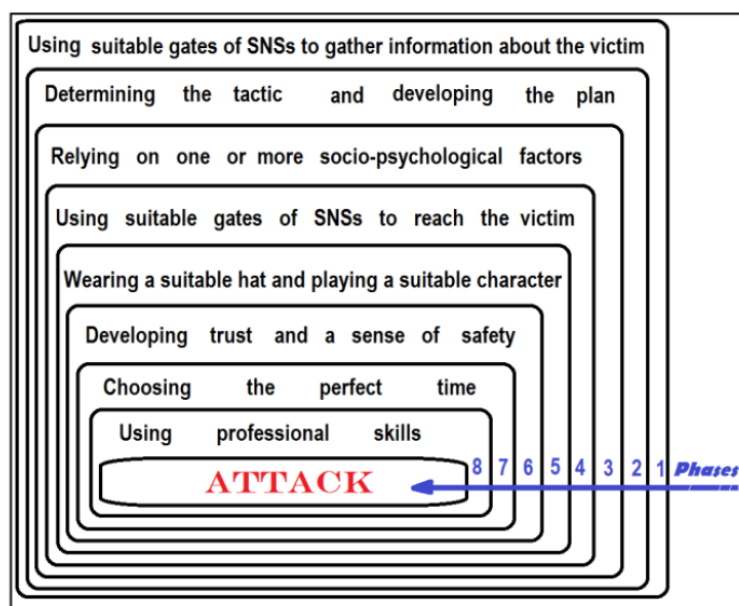 Using suitable gates of SNSs to gather information about the victim
Determining the tactic and developing the plan
Relying on one or more socio-psychological factors
Using suitable gates of SNSs to reach the victim
Wearing a suitable hat and playing a suitable character
Developing trust and a sense of safety
Choosing the perfect time
Using professional skills
ATTACK
8 7 6 5 4 3 2 1 Phases